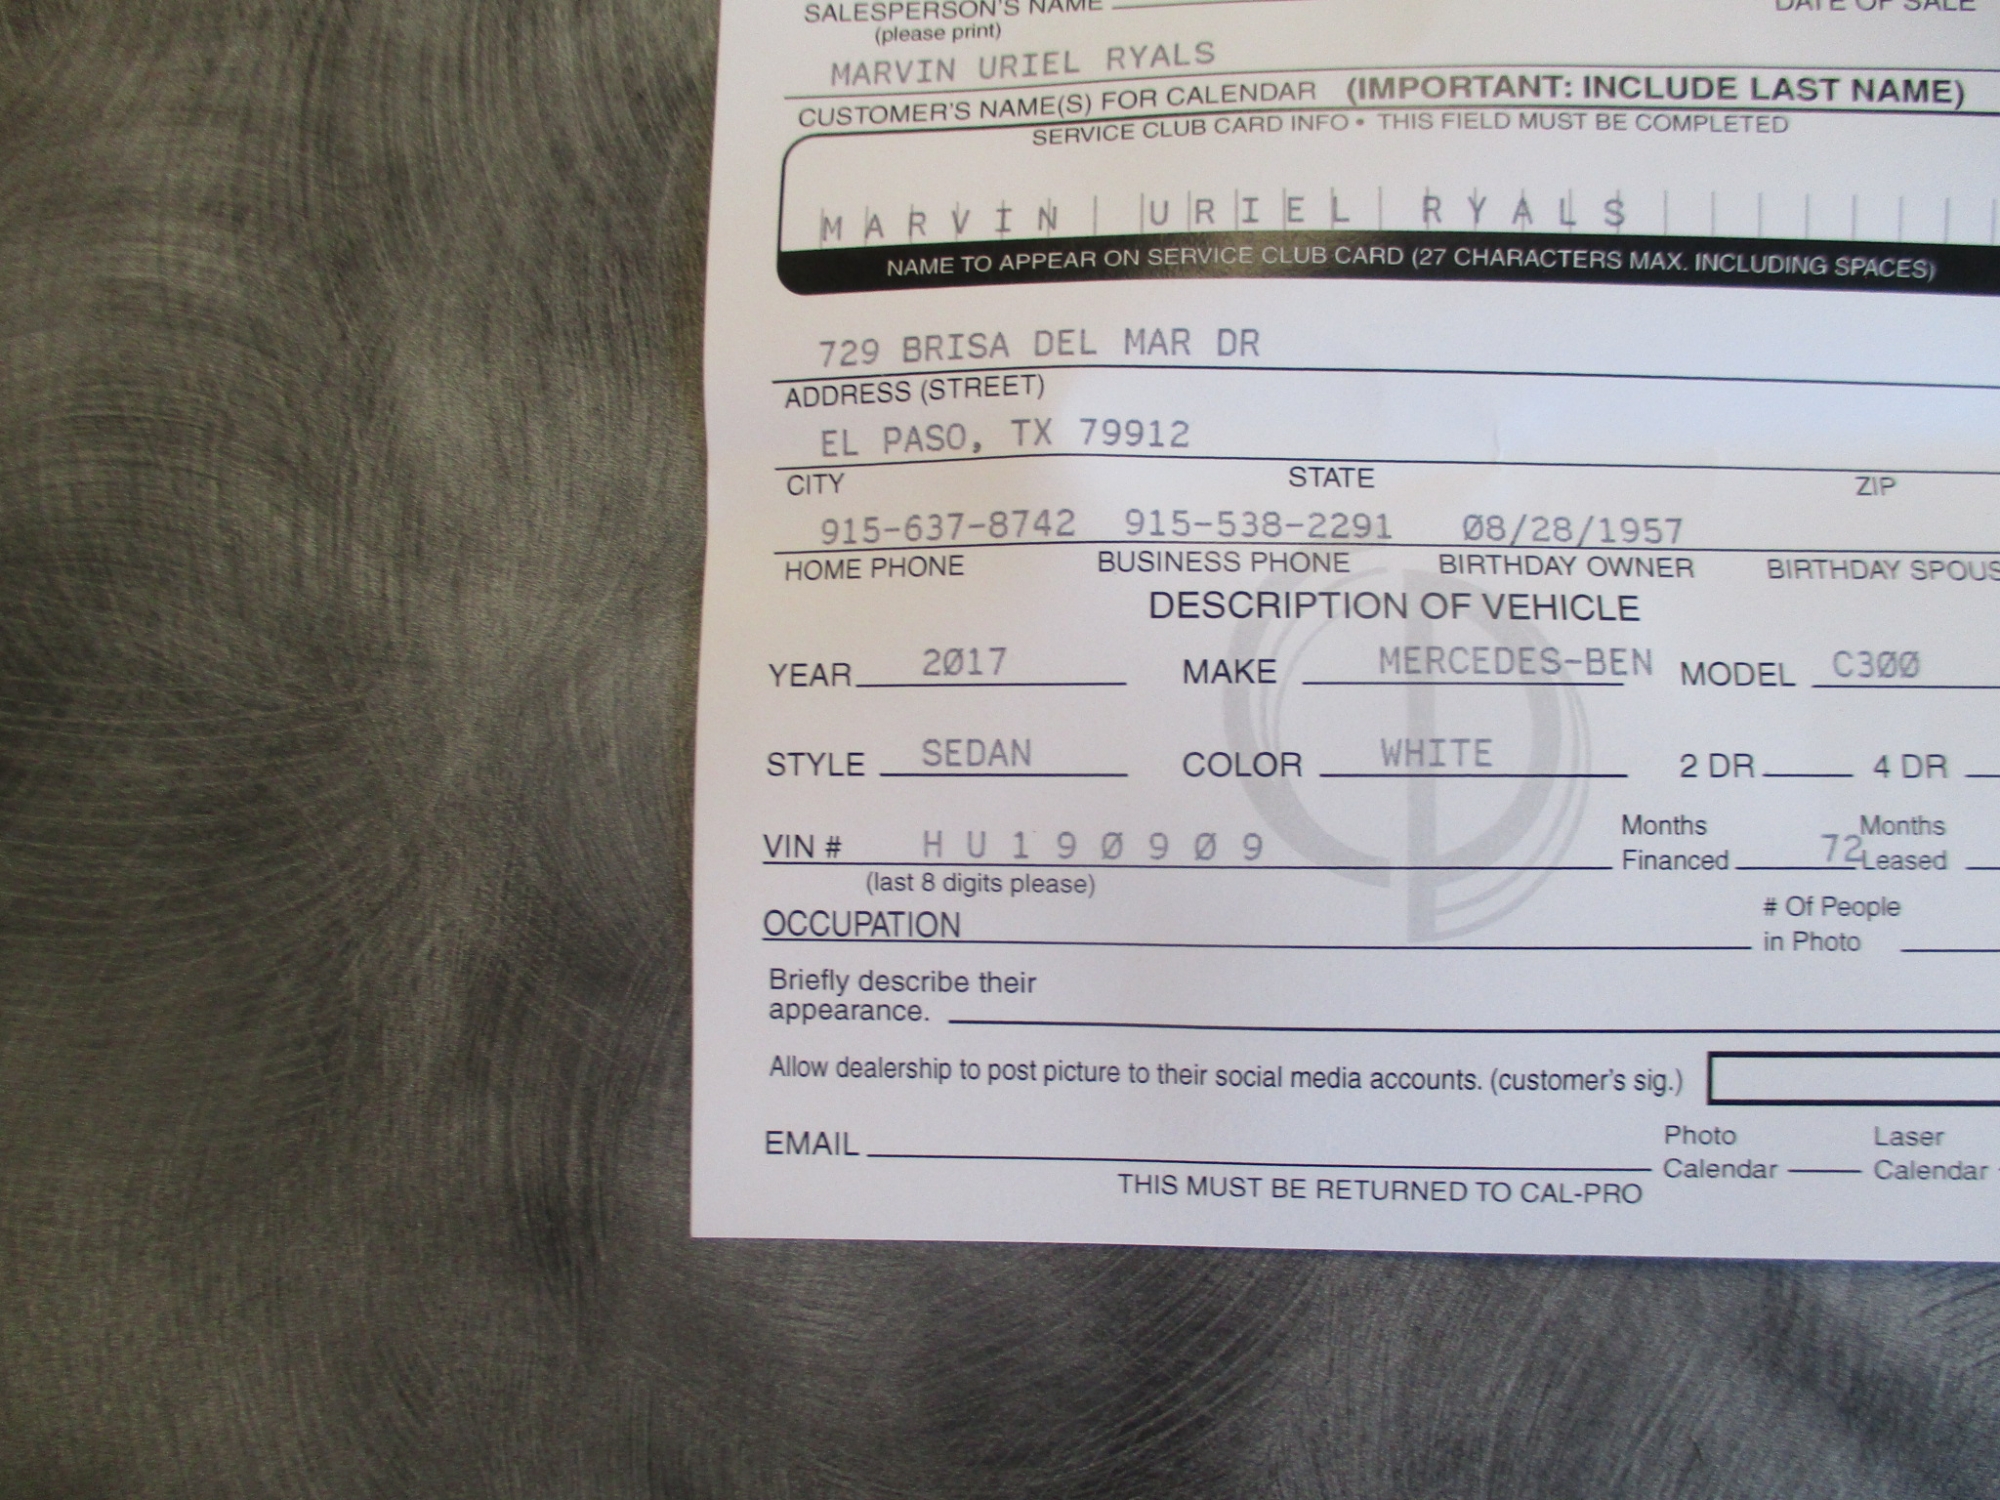 SALESPERSON'S NAME DATE OF SALE
(please print)
MARVIN URIEL RYALS
CUSTOMER'S NAME(S) FOR CALENDAR (IMPORTANT: INCLUDE LAST NAME)
SERVICE CLUB CARD INFO • THIS FIELD MUST BE COMPLETED
MARVIN URIEL RYALS
NAME TO APPEAR ON SERVICE CLUB CARD (27 CHARACTERS MAX. INCLUDING SPACES)
729 BRISA DEL MAR DR
ADDRESS (STREET)
EL PASO, TX 79912
CITY STATE ZIP
915-637-8742 915-538-2291 08/28/1957
HOME PHONE BUSINESS PHONE BIRTHDAY OWNER BIRTHDAY SPOUS
DESCRIPTION OF VEHICLE
YEAR 2017 MAKE MERCEDES-BEN MODEL C300
STYLE SEDAN COLOR WHITE 2 DR 4 DR
VIN # HU190909 Months Financed 72 Months Leased
(last 8 digits please)
OCCUPATION # Of People in Photo
Briefly describe their
appearance.
Allow dealership to post picture to their social media accounts. (customer's sig.)
EMAIL Photo Calendar Laser Calendar
THIS MUST BE RETURNED TO CAL-PRO